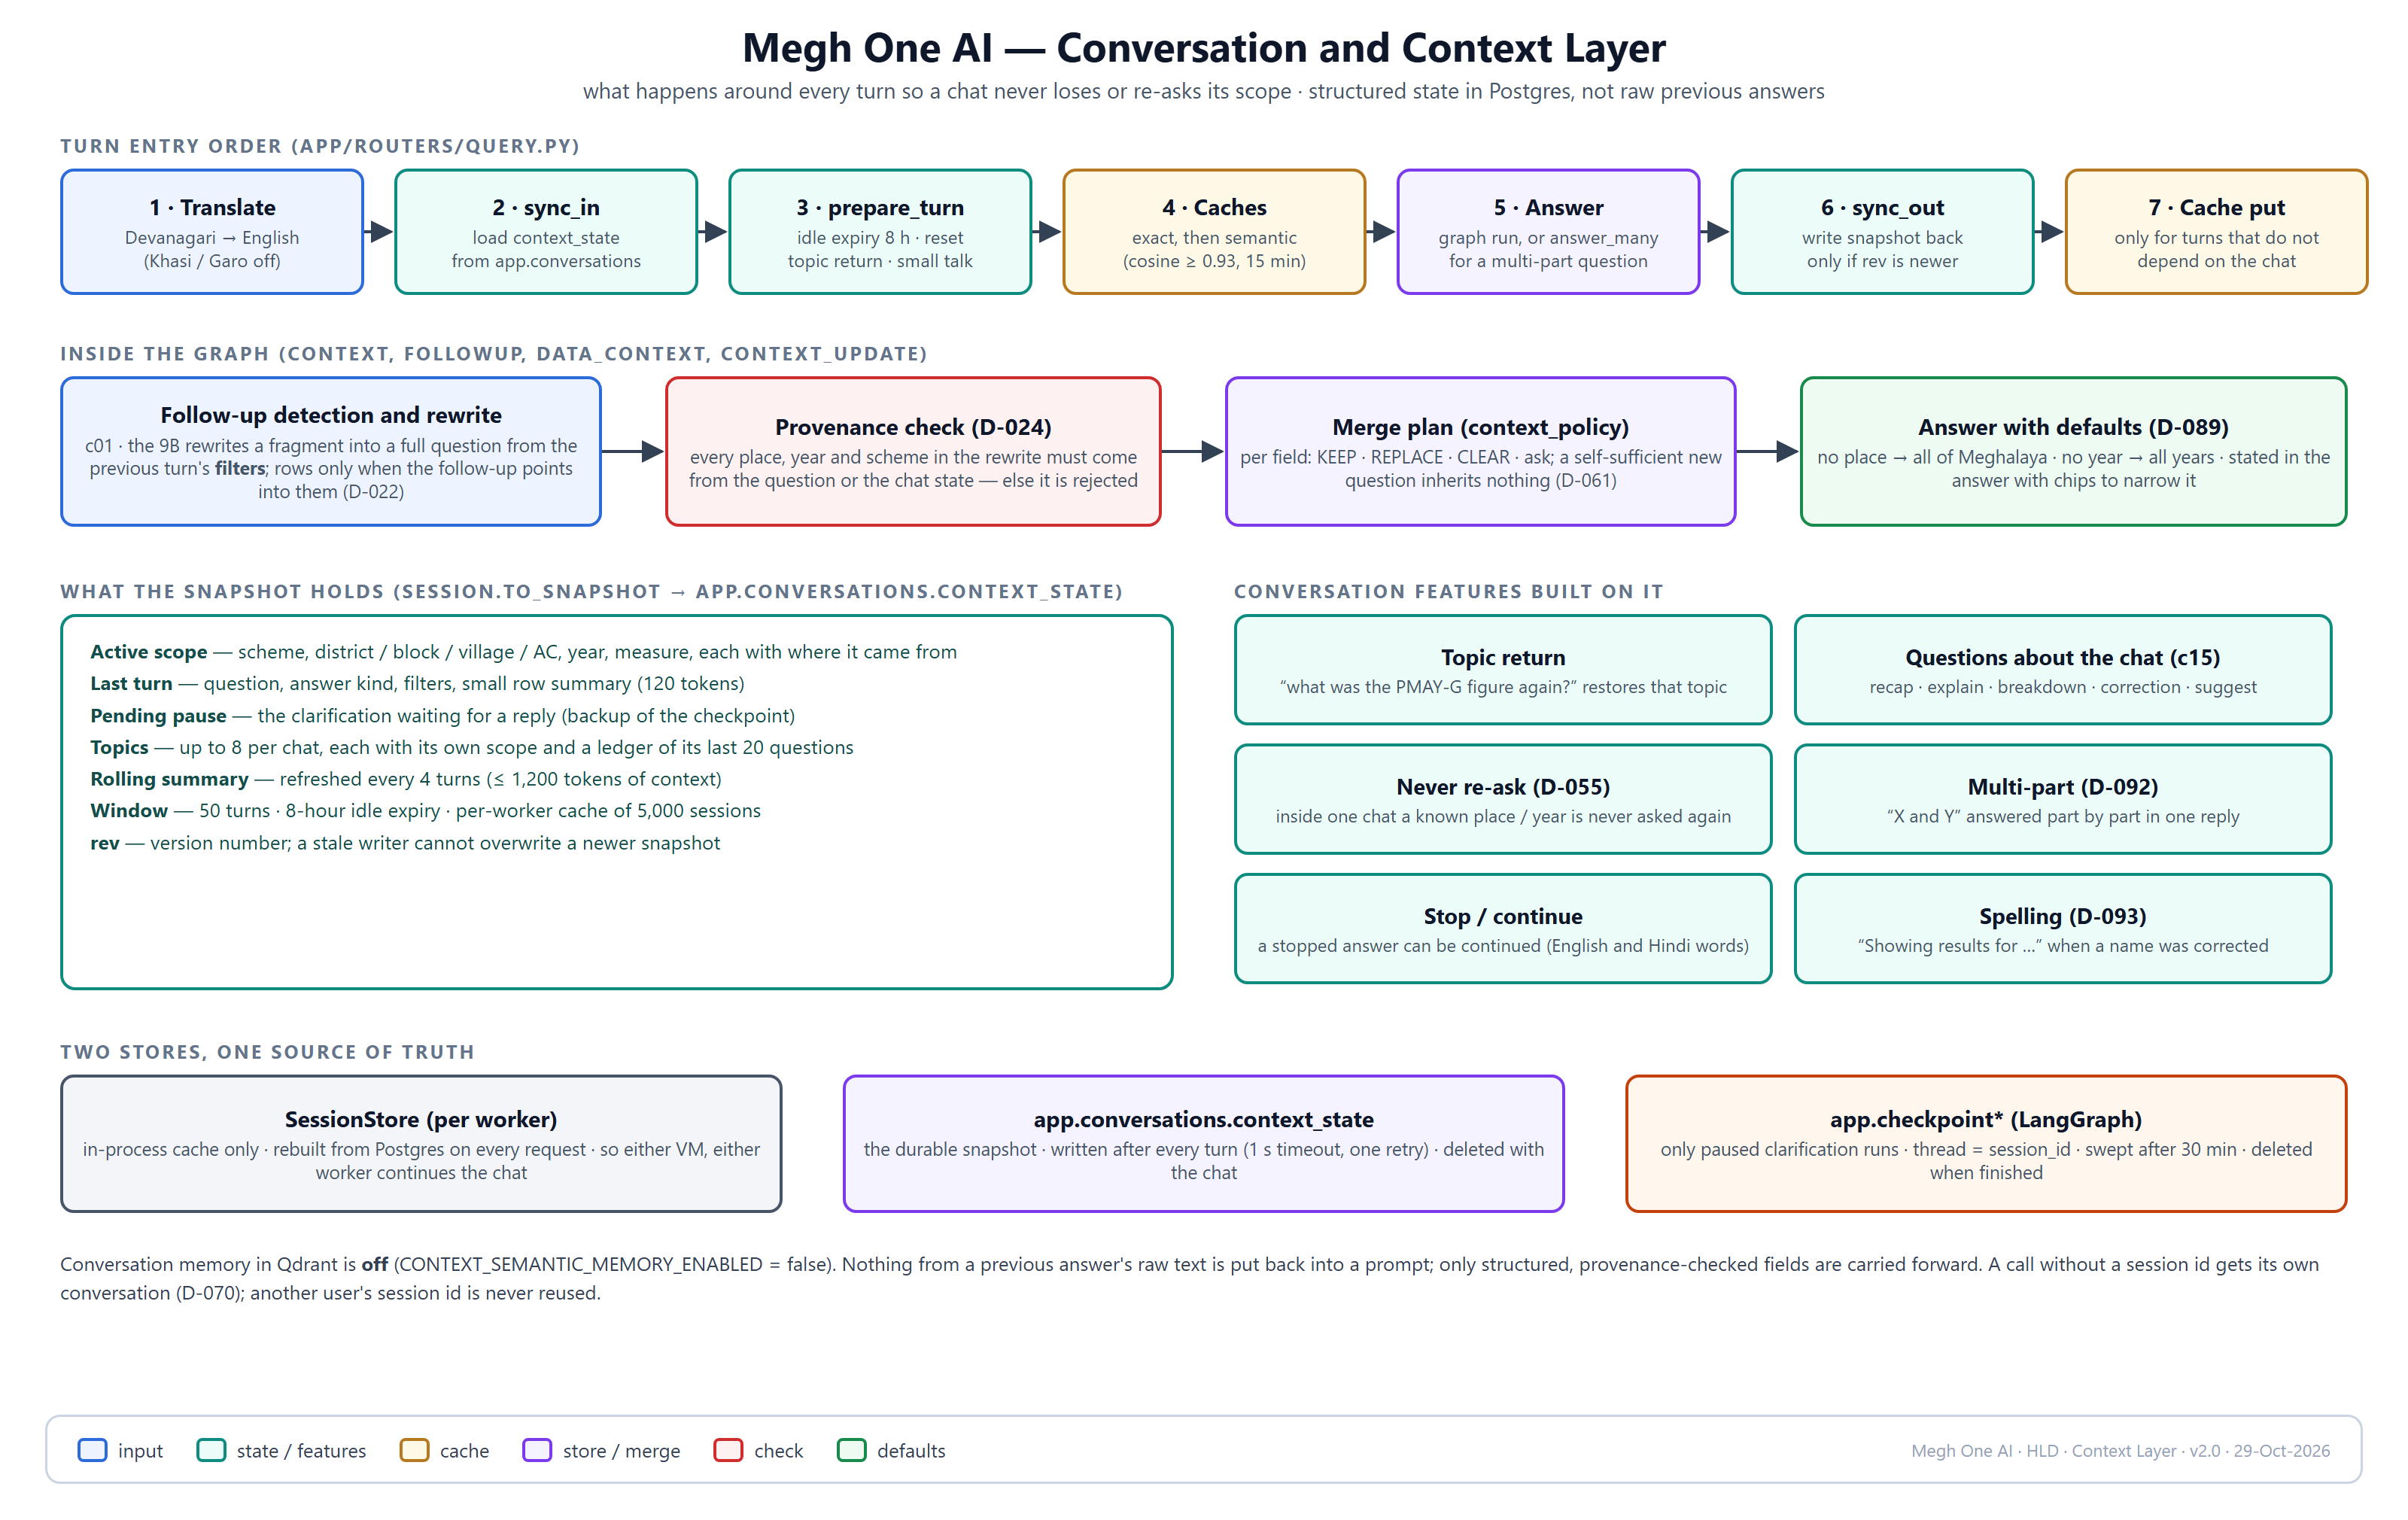 Megh One AI — Conversation and Context Layer
what happens around every turn so a chat never loses or re-asks its scope · structured state in Postgres, not raw previous answers
TURN ENTRY ORDER (APP/ROUTERS/QUERY.PY)
1 · Translate
Devanagari → English
(Khasi / Garo off)
2 · sync_in
load context_state
from app.conversations
3 · prepare_turn
idle expiry 8 h · reset
topic return · small talk
4 · Caches
exact, then semantic
(cosine ≥ 0.93, 15 min)
5 · Answer
graph run, or answer_many
for a multi-part question
6 · sync_out
write snapshot back
only if rev is newer
7 · Cache put
only for turns that do not
depend on the chat
INSIDE THE GRAPH (CONTEXT, FOLLOWUP, DATA_CONTEXT, CONTEXT_UPDATE)
Follow-up detection and rewrite
c01 · the 9B rewrites a fragment into a full question from the
previous turn's filters; rows only when the follow-up points
into them (D-022)
Provenance check (D-024)
every place, year and scheme in the rewrite must come
from the question or the chat state — else it is rejected
Merge plan (context_policy)
per field: KEEP · REPLACE · CLEAR · ask; a self-sufficient new
question inherits nothing (D-061)
Answer with defaults (D-089)
no place → all of Meghalaya · no year → all years · stated in the
answer with chips to narrow it
WHAT THE SNAPSHOT HOLDS (SESSION.TO_SNAPSHOT → APP.CONVERSATIONS.CONTEXT_STATE)
Active scope — scheme, district / block / village / AC, year, measure, each with where it came from
Last turn — question, answer kind, filters, small row summary (120 tokens)
Pending pause — the clarification waiting for a reply (backup of the checkpoint)
Topics — up to 8 per chat, each with its own scope and a ledger of its last 20 questions
Rolling summary — refreshed every 4 turns (≤ 1,200 tokens of context)
Window — 50 turns · 8-hour idle expiry · per-worker cache of 5,000 sessions
rev — version number; a stale writer cannot overwrite a newer snapshot
CONVERSATION FEATURES BUILT ON IT
Topic return
“what was the PMAY-G figure again?” restores that topic
Questions about the chat (c15)
recap · explain · breakdown · correction · suggest
Never re-ask (D-055)
inside one chat a known place / year is never asked again
Multi-part (D-092)
“X and Y” answered part by part in one reply
Stop / continue
a stopped answer can be continued (English and Hindi words)
Spelling (D-093)
“Showing results for …” when a name was corrected
TWO STORES, ONE SOURCE OF TRUTH
SessionStore (per worker)
in-process cache only · rebuilt from Postgres on every request · so either VM, either
worker continues the chat
app.conversations.context_state
the durable snapshot · written after every turn (1 s timeout, one retry) · deleted with
the chat
app.checkpoint* (LangGraph)
only paused clarification runs · thread = session_id · swept after 30 min · deleted
when finished
Conversation memory in Qdrant is off (CONTEXT_SEMANTIC_MEMORY_ENABLED = false). Nothing from a previous answer's raw text is put back into a prompt; only structured, provenance-checked fields are carried forward. A call without a session id gets its own
conversation (D-070); another user's session id is never reused.
input
state / features
cache
store / merge
check
defaults
Megh One AI · HLD · Context Layer · v2.0 · 29-Oct-2026